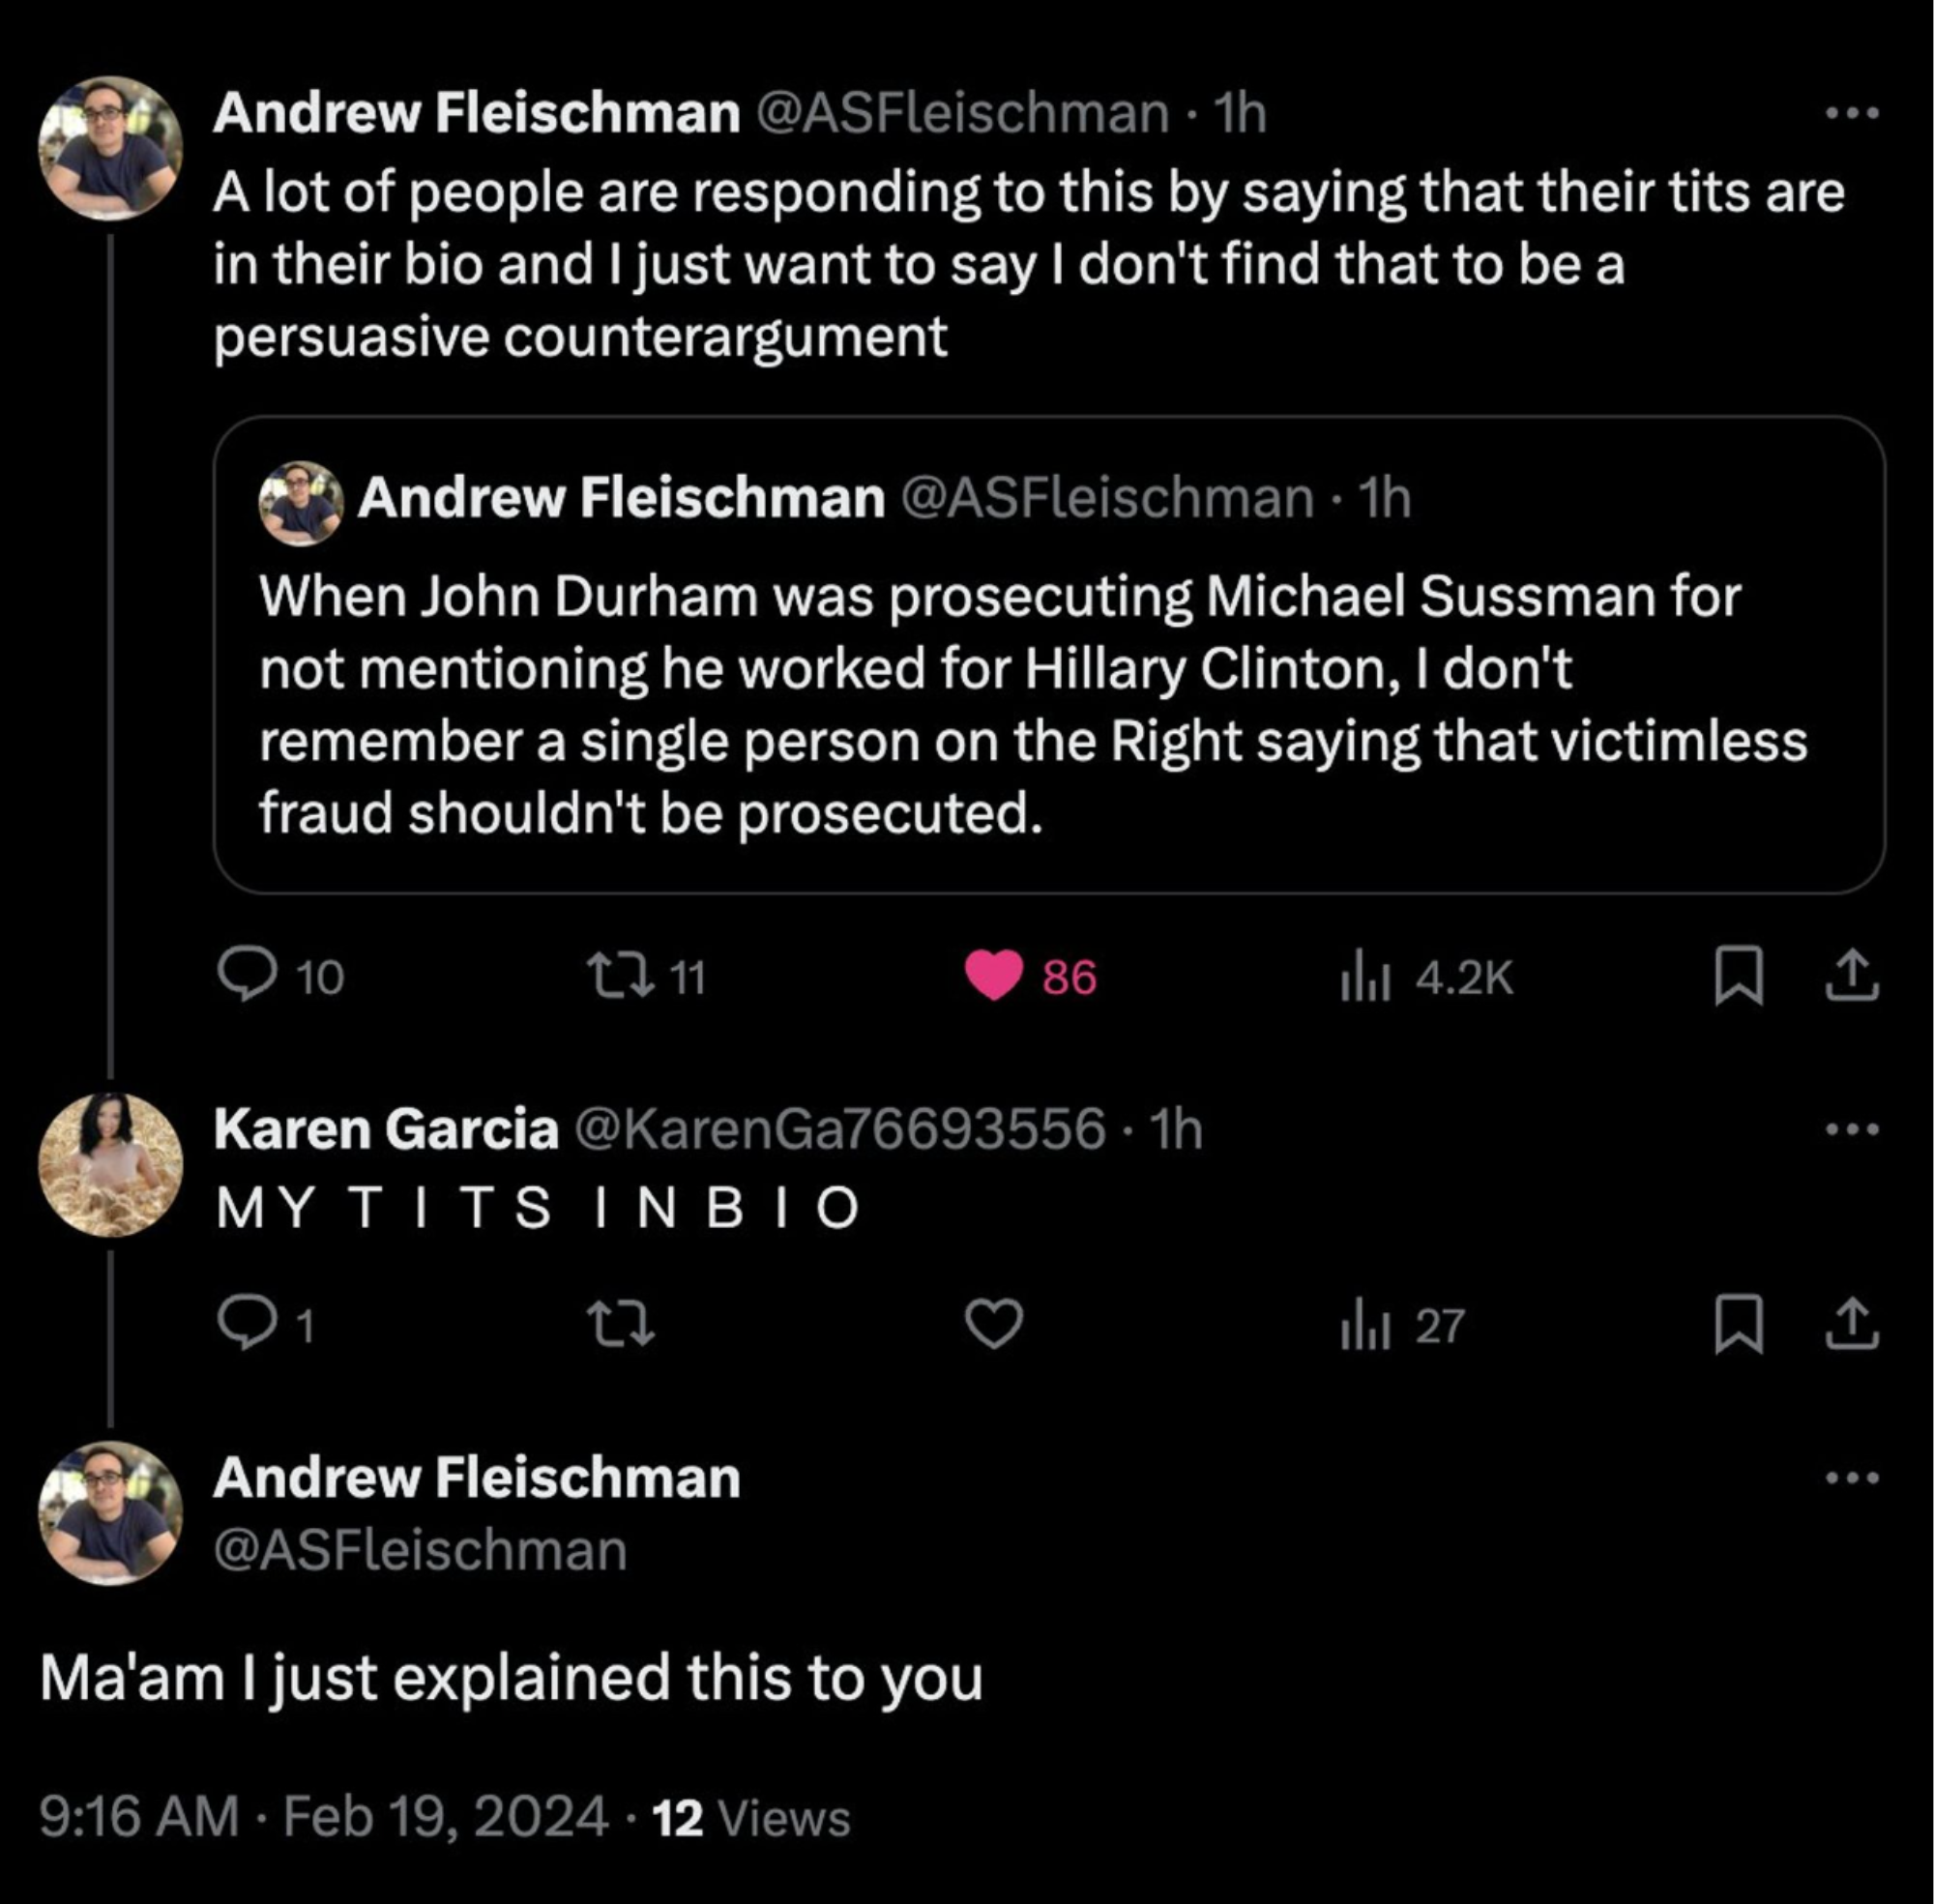 Andrew Fleischman @ASFleischman · 1h
A lot of people are responding to this by saying that their tits are
in their bio and I just want to say I don't find that to be a
persuasive counterargument
Andrew Fleischman @ASFleischman · 1h
When John Durham was prosecuting Michael Sussman for
not mentioning he worked for Hillary Clinton, I don't
remember a single person on the Right saying that victimless
fraud shouldn't be prosecuted.
10 11 86 4.2K
Karen Garcia @KarenGa76693556 · 1h
M Y T I T S I N B I O
1 27
Andrew Fleischman
@ASFleischman
Ma'am I just explained this to you
9:16 AM · Feb 19, 2024 · 12 Views